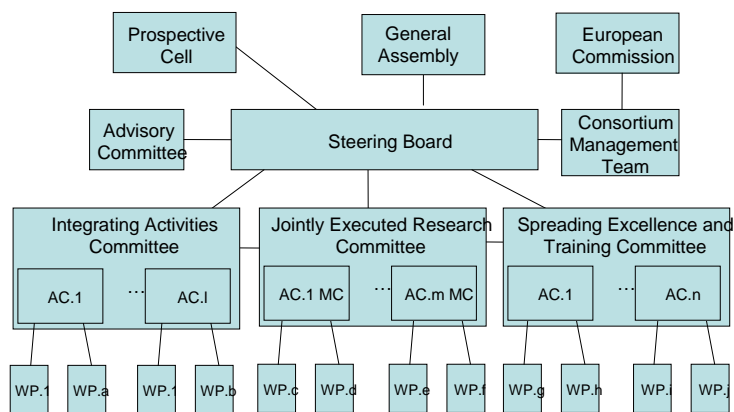 Prospective
Cell
General
Assembly
European
Commission
Advisory
Committee
Steering Board
Consortium
Management
Team
Integrating Activities
Committee
Jointly Executed Research
Committee
Spreading Excellence and
Training Committee
AC.1
...
AC.l
AC.1 MC
...
AC.m MC
AC.1
...
AC.n
WP.1
WP.a
WP.1
WP.b
WP.c
WP.d
WP.e
WP.f
WP.g
WP.h
WP.i
WP.j